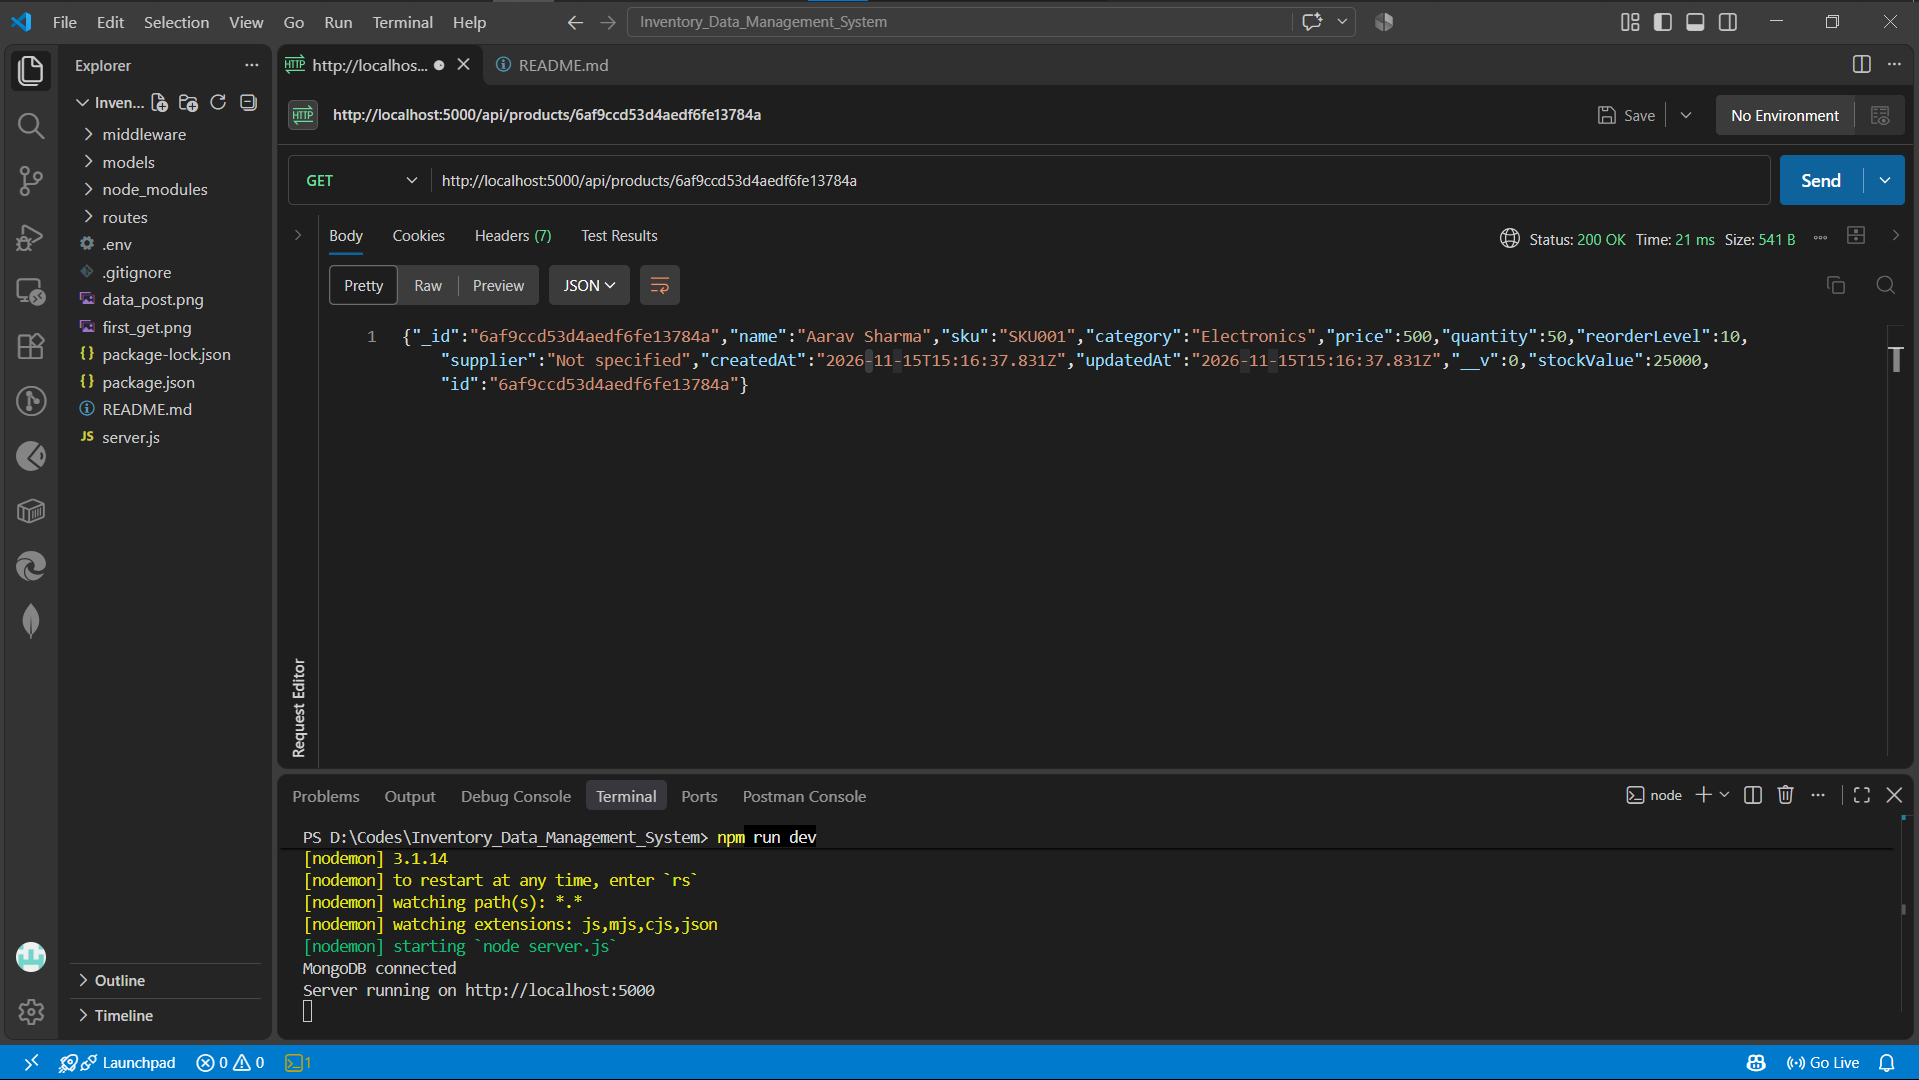 File Edit Selection View Go Run Terminal Help
Inventory_Data_Management_System
Explorer
Inven...
middleware
models
node_modules
routes
.env
.gitignore
data_post.png
first_get.png
package-lock.json
package.json
README.md
server.js
Outline
Timeline
HTTP http://localhos...
README.md
HTTP http://localhost:5000/api/products/6af9ccd53d4aedf6fe13784a
Save
No Environment
GET
http://localhost:5000/api/products/6af9ccd53d4aedf6fe13784a
Send
Body Cookies Headers (7) Test Results
Status: 200 OK Time: 21 ms Size: 541 B
Pretty Raw Preview JSON
1 {"_id":"6af9ccd53d4aedf6fe13784a","name":"Aarav Sharma","sku":"SKU001","category":"Electronics","price":500,"quantity":50,"reorderLevel":10,
"supplier":"Not specified","createdAt":"2026-11-15T15:16:37.831Z","updatedAt":"2026-11-15T15:16:37.831Z","__v":0,"stockValue":25000,
"id":"6af9ccd53d4aedf6fe13784a"}
Request Editor
Problems Output Debug Console Terminal Ports Postman Console
node
PS D:\Codes\Inventory_Data_Management_System> npm run dev
[nodemon] 3.1.14
[nodemon] to restart at any time, enter `rs`
[nodemon] watching path(s): *.*
[nodemon] watching extensions: js,mjs,cjs,json
[nodemon] starting `node server.js`
MongoDB connected
Server running on http://localhost:5000
Launchpad 0 0 1
Go Live